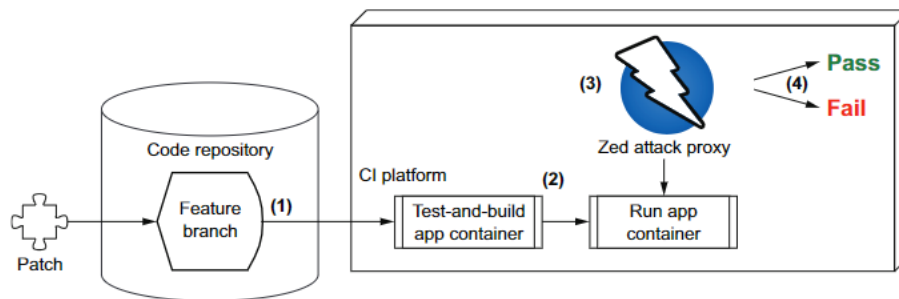 Patch
Code repository
Feature
branch
(1)
CI platform
Test-and-build
app container
(2)
Run app
container
(3)
Zed attack proxy
(4)
Pass
Fail